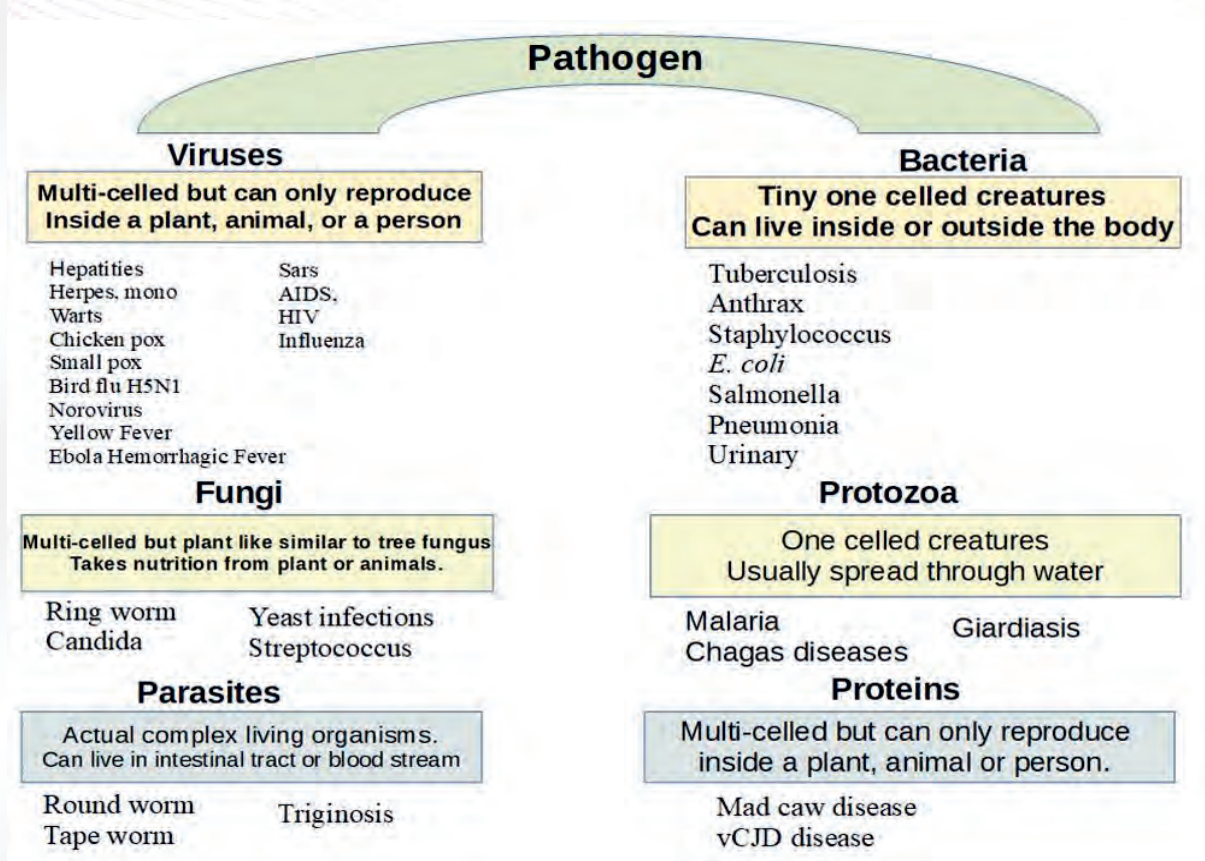 Pathogen
Viruses
Multi-celled but can only reproduce
Inside a plant, animal, or a person
Hepatities
Herpes, mono
Warts
Chicken pox
Small pox
Bird flu H5N1
Norovirus
Yellow Fever
Ebola Hemorrhagic Fever
Sars
AIDS,
HIV
Influenza
Bacteria
Tiny one celled creatures
Can live inside or outside the body
Tuberculosis
Anthrax
Staphylococcus
E. coli
Salmonella
Pneumonia
Urinary
Fungi
Multi-celled but plant like similar to tree fungus
Takes nutrition from plant or animals.
Ring worm
Candida
Yeast infections
Streptococcus
Protozoa
One celled creatures
Usually spread through water
Malaria
Chagas diseases
Giardiasis
Parasites
Actual complex living organisms.
Can live in intestinal tract or blood stream
Round worm
Tape worm
Triginosis
Proteins
Multi-celled but can only reproduce
inside a plant, animal or person.
Mad caw disease
vCJD disease